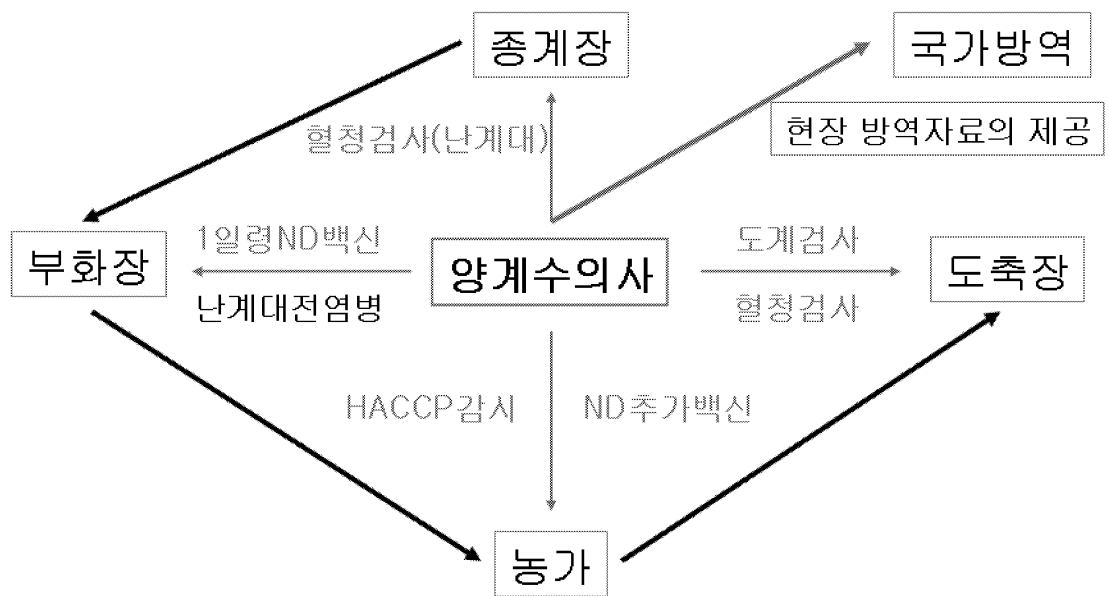 종계장
국가방역
현장 방역자료의 제공
혈청검사(난계대)
부화장
1일령ND백신
난계대전염병
양계수의사
도계검사
혈청검사
도축장
HACCP감시
ND추가백신
농가